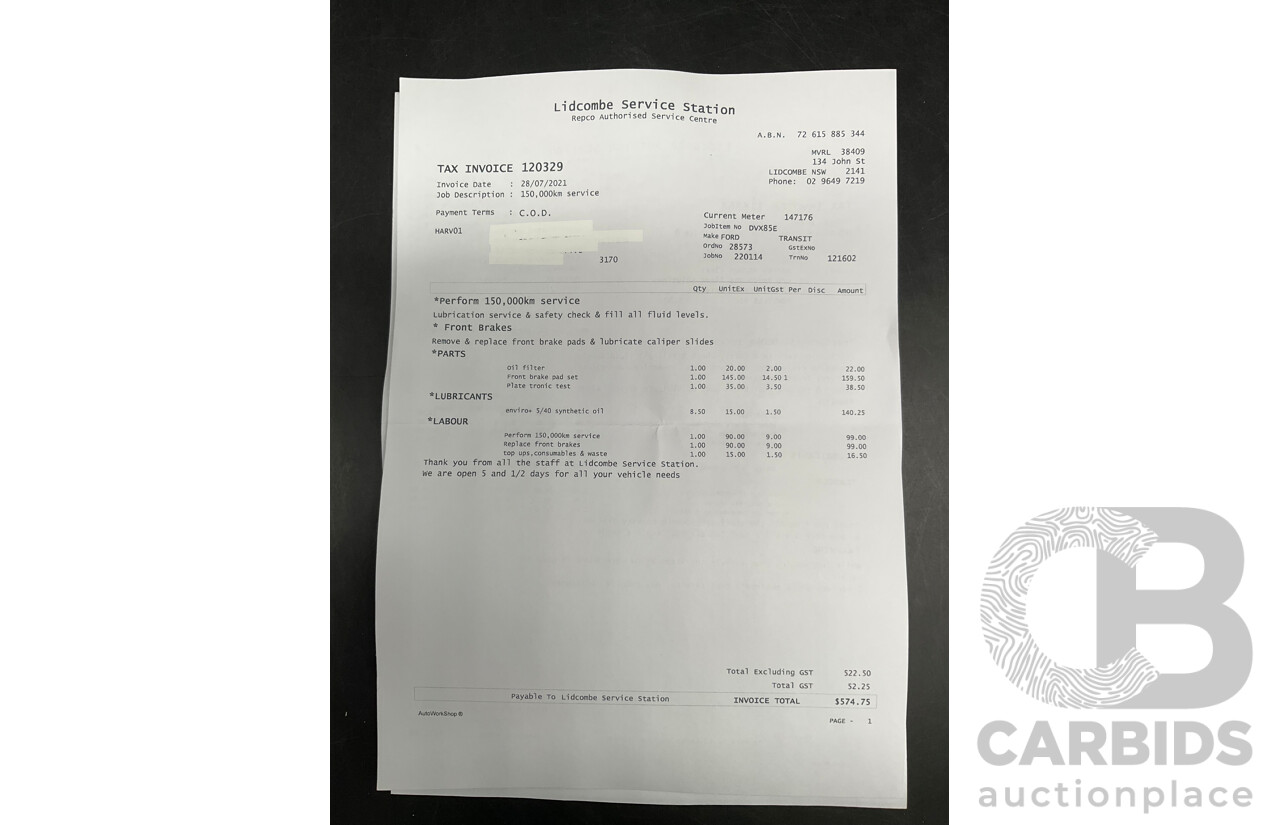 Lidcombe Service Station
Repco Authorised Service Centre
A.B.N. 72 615 885 344
MVRL 38409
134 John St
LIDCOMBE NSW 2141
Phone: 02 9649 7219
TAX INVOICE 120329
Invoice Date : 28/07/2021
Job Description : 150,000km service
Payment Terms : C.O.D.
HARV01
3170
Current Meter 147176
JobItem No DVX85E
Make FORD TRANSIT
OrdNo 28573 GstExNo
JobNo 220114 TrnNo 121602
Qty UnitEx UnitGst Per Disc Amount
*Perform 150,000km service
Lubrication service & safety check & fill all fluid levels.
* Front Brakes
Remove & replace front brake pads & lubricate caliper slides
*PARTS
Oil filter 1.00 20.00 2.00 22.00
Front brake pad set 1.00 145.00 14.50 1 159.50
Plate tronic test 1.00 35.00 3.50 38.50
*LUBRICANTS
enviro+ 5/40 synthetic oil 8.50 15.00 1.50 140.25
*LABOUR
Perform 150,000km service 1.00 90.00 9.00 99.00
Replace front brakes 1.00 90.00 9.00 99.00
top ups,consumables & waste 1.00 15.00 1.50 16.50
Thank you from all the staff at Lidcombe Service Station.
We are open 5 and 1/2 days for all your vehicle needs
Total Excluding GST 522.50
Total GST 52.25
Payable To Lidcombe Service Station INVOICE TOTAL $574.75
AutoWorkShop ®
PAGE - 1
CB
CARBIDS
auctionplace